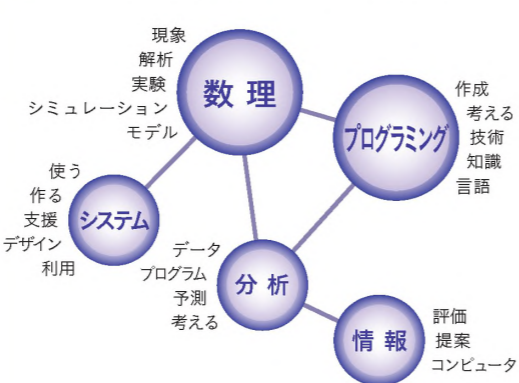 現象
解析
実験
シミュレーション
モデル
数理
作成
考える
技術
知識
言語
プログラミング
使う
作る
支援
デザイン
利用
システム
データ
プログラム
予測
考える
分析
評価
提案
コンピュータ
情報